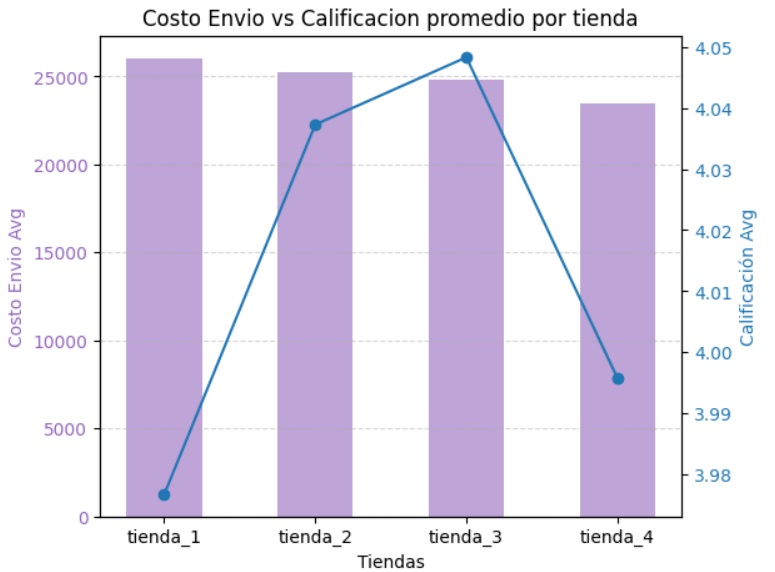 Costo Envio vs Calificacion promedio por tienda
Costo Envio Avg
25000
20000
15000
10000
5000
0
4.05
4.04
4.03
4.02
4.01
4.00
3.99
3.98
Calificación Avg
tienda_1
tienda_2
tienda_3
tienda_4
Tiendas